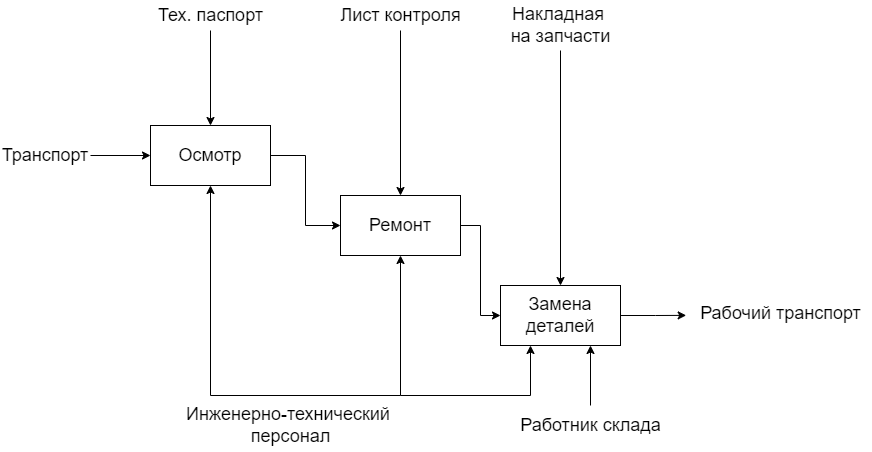 Тех. паспорт
Лист контроля
Накладная
на запчасти
Транспорт
Осмотр
Ремонт
Замена
деталей
Рабочий транспорт
Инженерно-технический
персонал
Работник склада